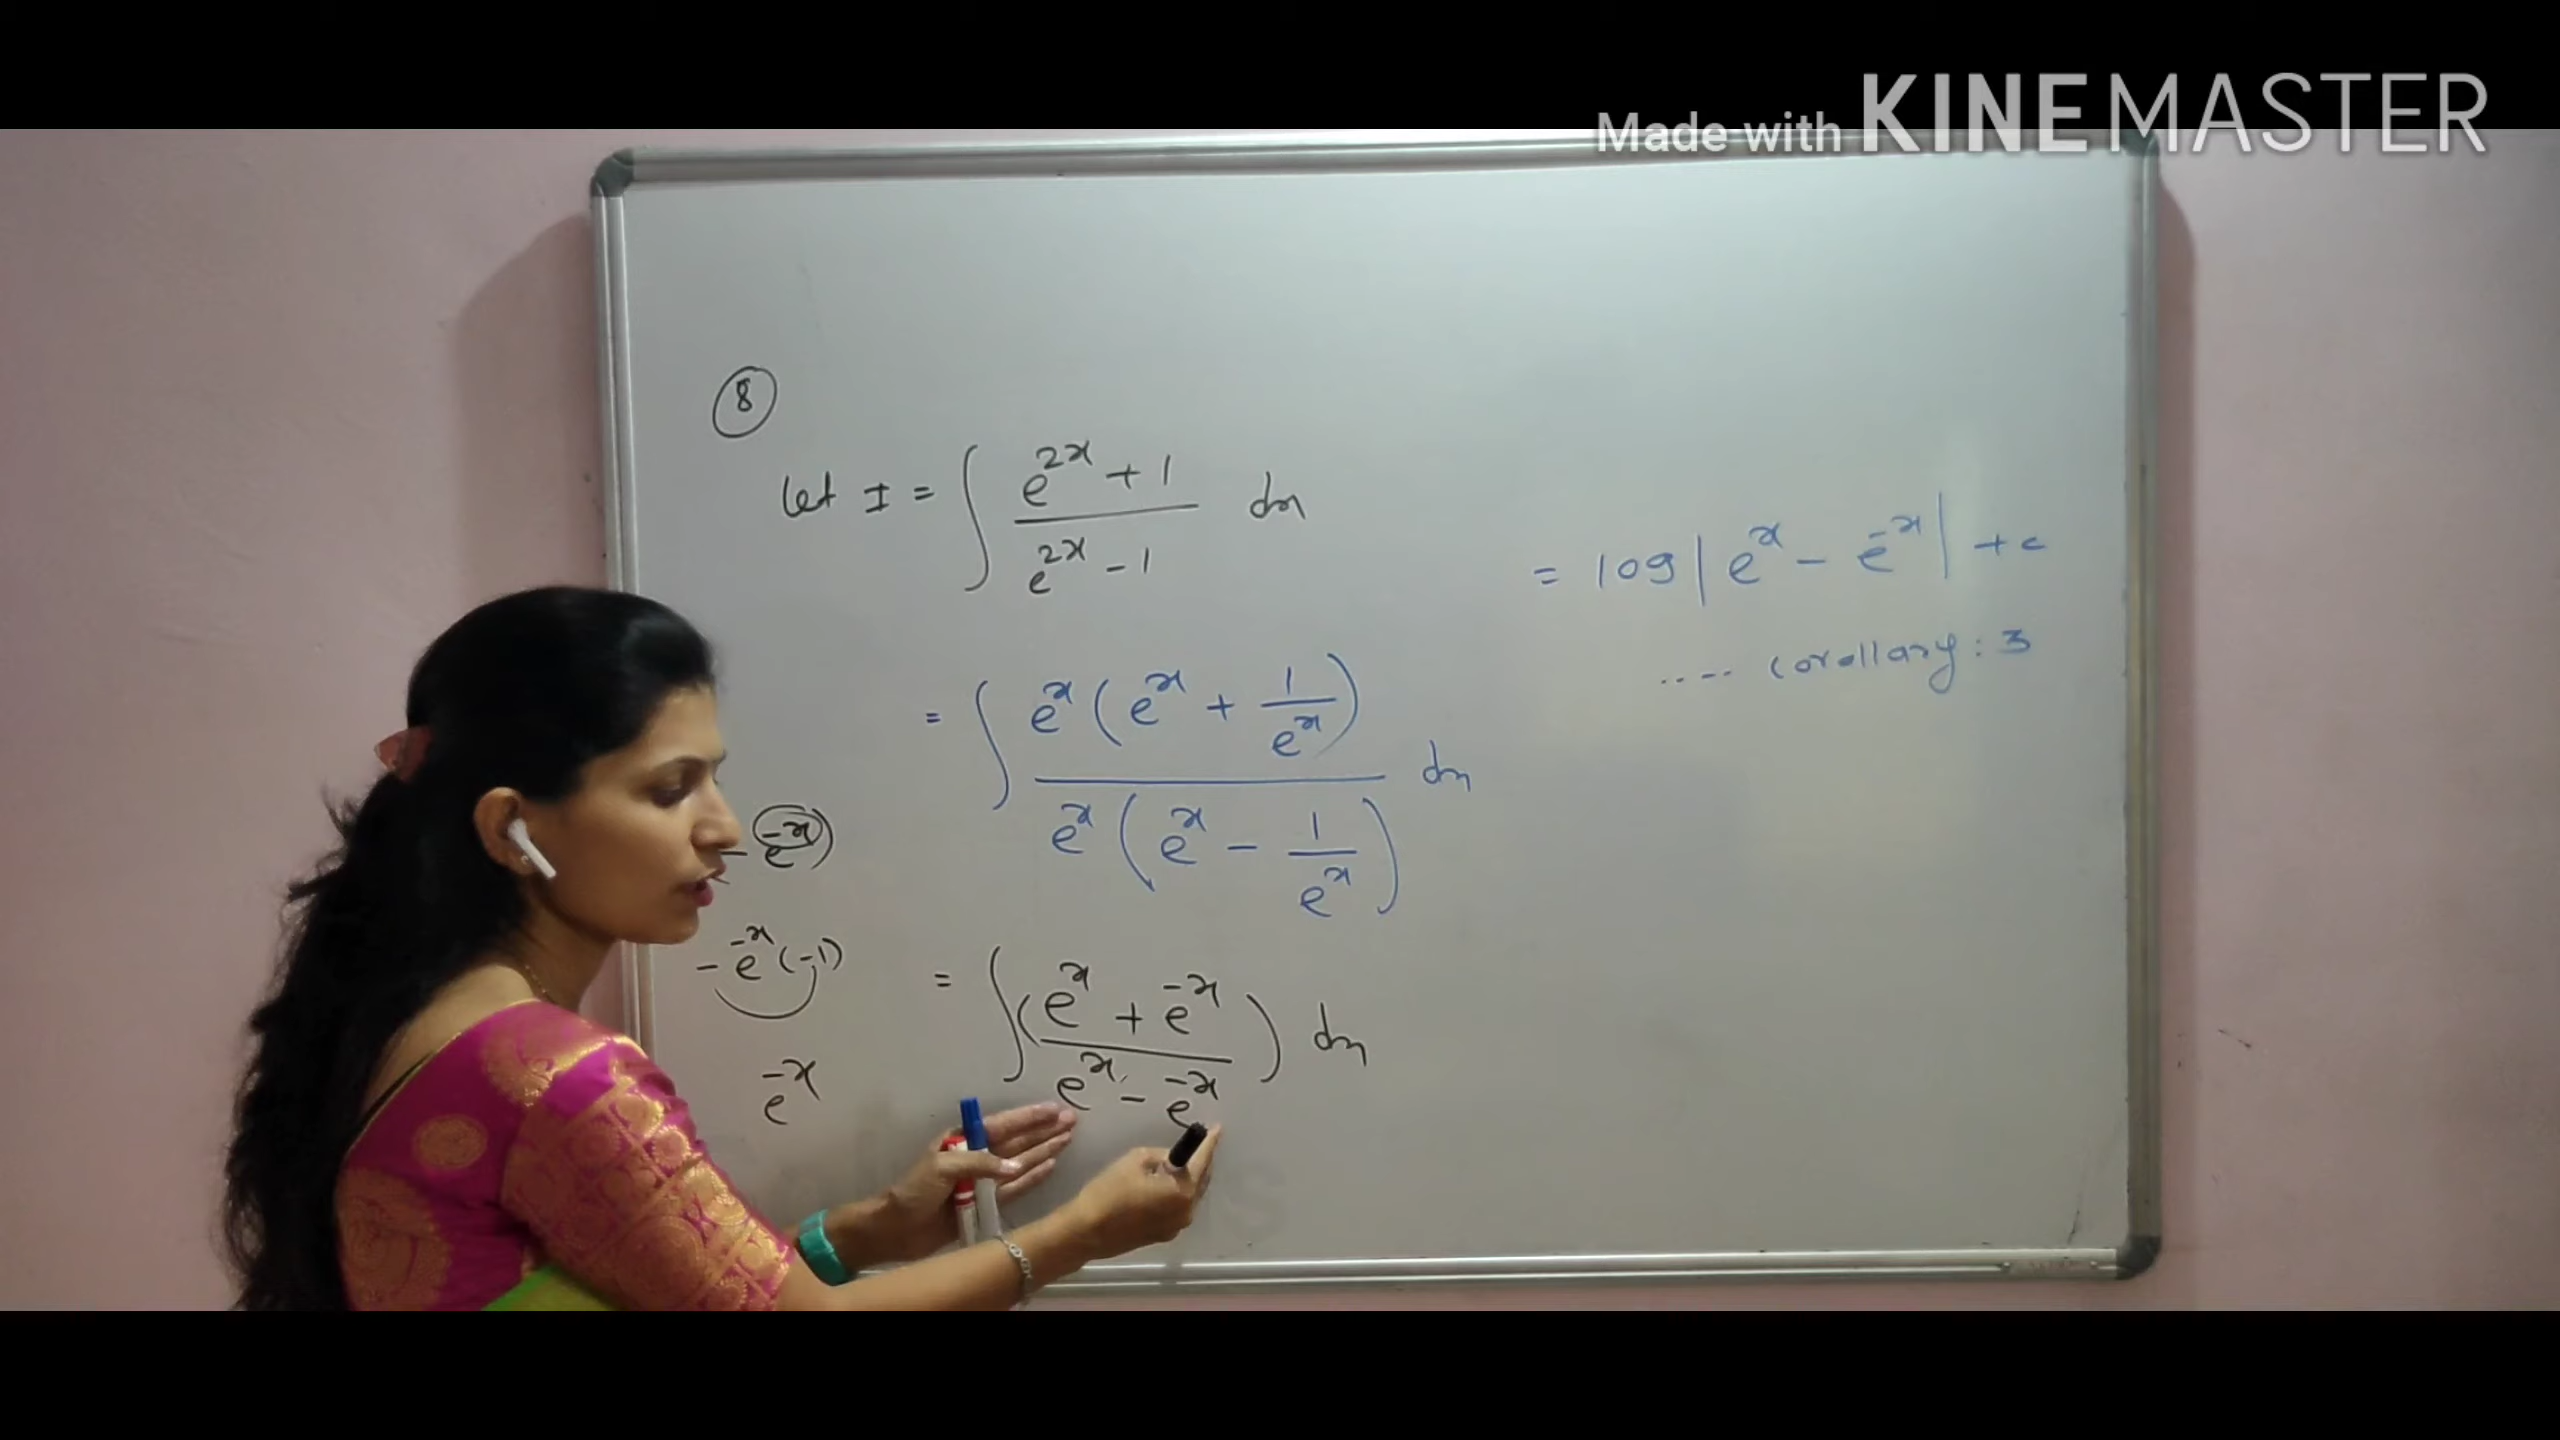 Made with KINEMASTER
8
Let I = ∫ (e^{2x} + 1)/(e^{2x} - 1) dx
= ∫ e^x (e^x + 1/e^x) / e^x (e^x - 1/e^x) dx
= ∫ ((e^x + e^{-x})/(e^x - e^{-x})) dx
- e^{-x})
- e^{-x} (-1)
e^{-x}
= log | e^x - e^{-x} | + c
.... Corollary : 3